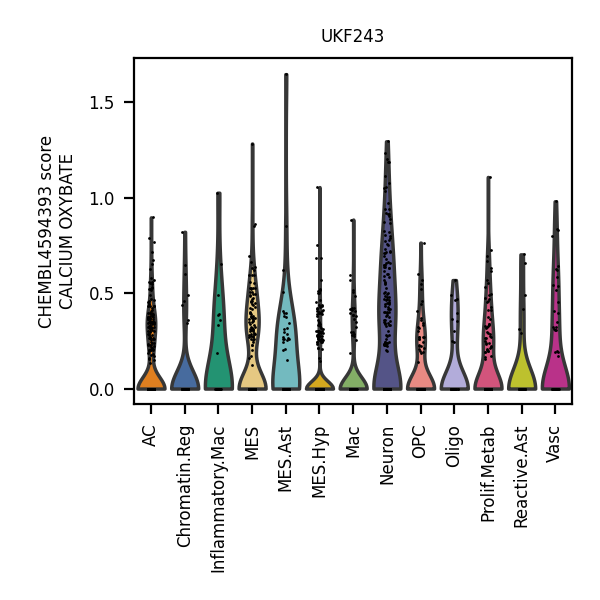 UKF243
CHEMBL4594393 score
CALCIUM OXYBATE
1.5
1.0
0.5
0.0
AC
Chromatin.Reg
Inflammatory.Mac
MES
MES.Ast
MES.Hyp
Mac
Neuron
OPC
Oligo
Prolif.Metab
Reactive.Ast
Vasc